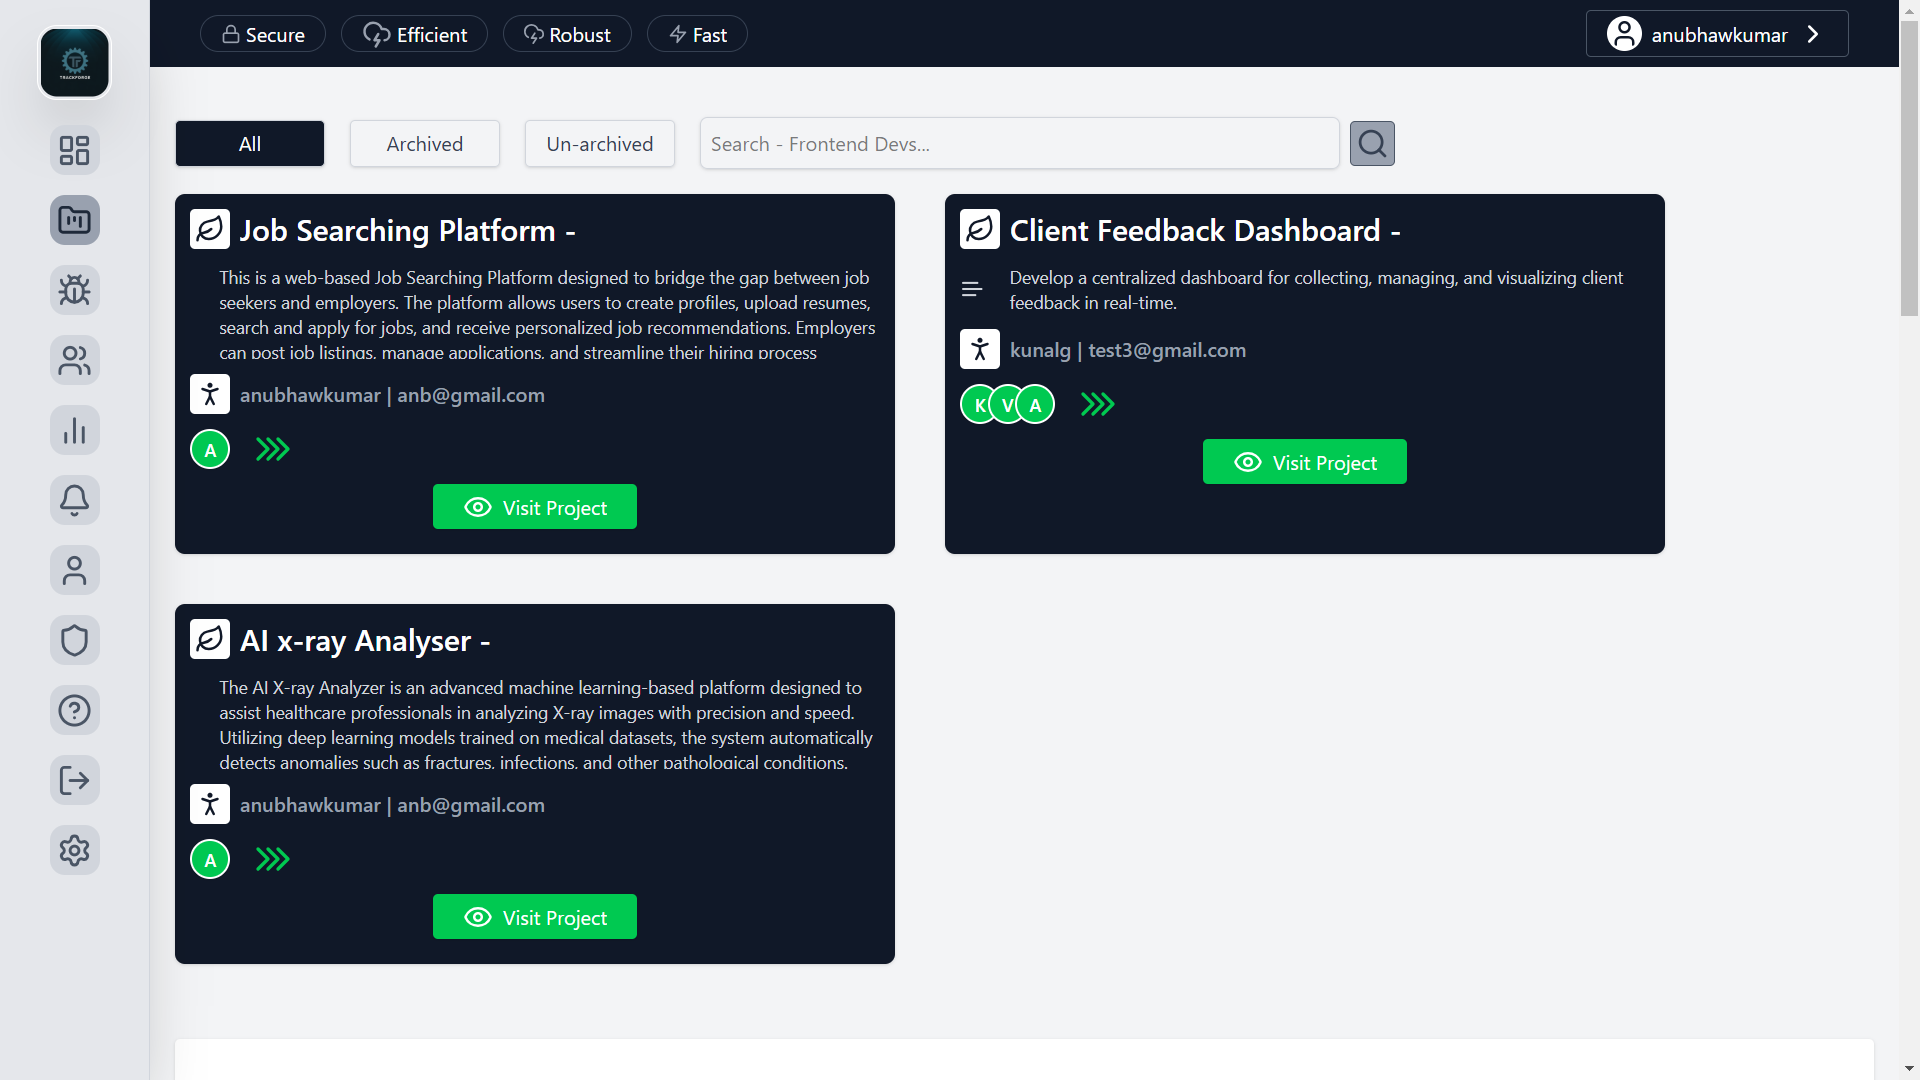 TF
TRACKFORGE
Secure
Efficient
Robust
Fast
anubhawkumar
All
Archived
Un-archived
Search - Frontend Devs...
Job Searching Platform -
This is a web-based Job Searching Platform designed to bridge the gap between job
seekers and employers. The platform allows users to create profiles, upload resumes,
search and apply for jobs, and receive personalized job recommendations. Employers
can post job listings, manage applications, and streamline their hiring process
anubhawkumar | anb@gmail.com
A
Visit Project
Client Feedback Dashboard -
Develop a centralized dashboard for collecting, managing, and visualizing client
feedback in real-time.
kunalg | test3@gmail.com
K V A
Visit Project
AI x-ray Analyser -
The AI X-ray Analyzer is an advanced machine learning-based platform designed to
assist healthcare professionals in analyzing X-ray images with precision and speed.
Utilizing deep learning models trained on medical datasets, the system automatically
detects anomalies such as fractures, infections, and other pathological conditions.
anubhawkumar | anb@gmail.com
A
Visit Project